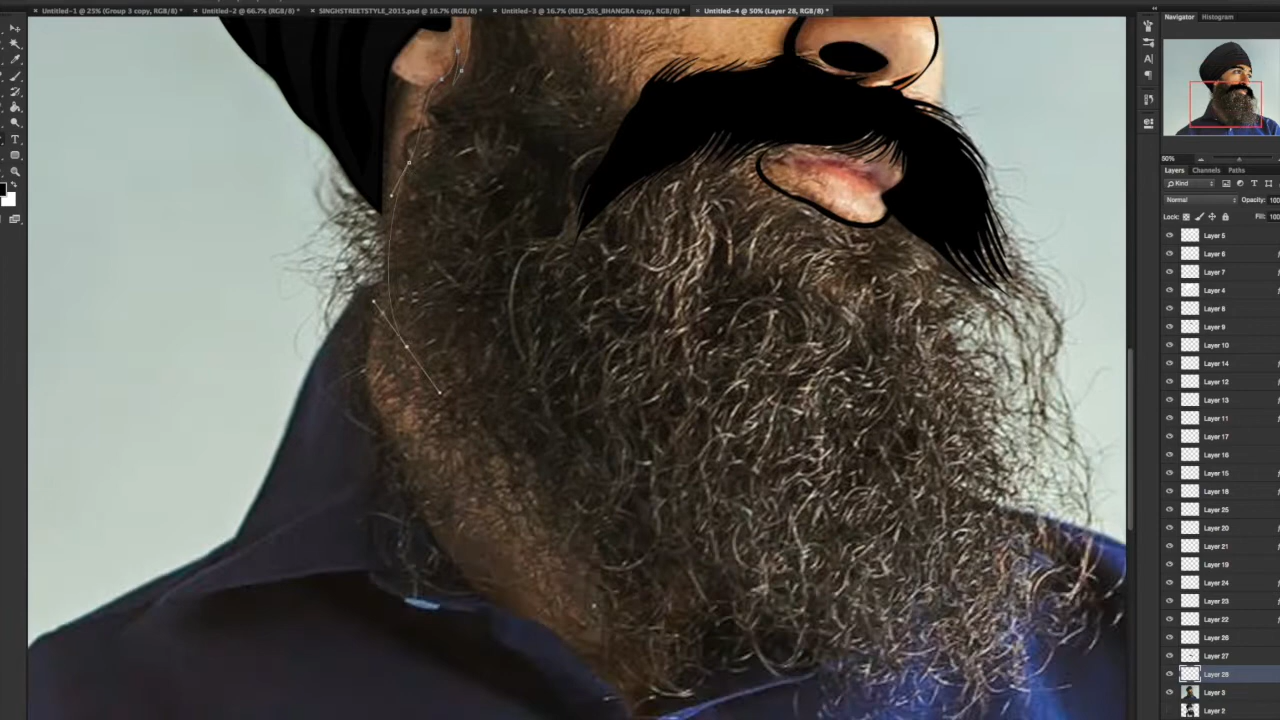 Untitled-1 @ 25% (Group 3 copy, RGB/8) *
Untitled-2 @ 66.7% (RGB/8) *
SINGHSTREETSTYLE_2015.psd @ 16.7% (RGB/8) *
Untitled-3 @ 16.7% (RED_SSS_BHANGRA copy, RGB/8) *
Untitled-4 @ 50% (Layer 28, RGB/8) *
Navigator Histogram
50%
Layers Channels Paths
Kind
Normal Opacity: 100
Lock: Fill: 100
Layer 5
Layer 6
Layer 7
Layer 4
Layer 8
Layer 9
Layer 10
Layer 14
Layer 12
Layer 13
Layer 11
Layer 17
Layer 16
Layer 15
Layer 18
Layer 25
Layer 20
Layer 21
Layer 19
Layer 24
Layer 23
Layer 22
Layer 26
Layer 27
Layer 28
Layer 3
Layer 2